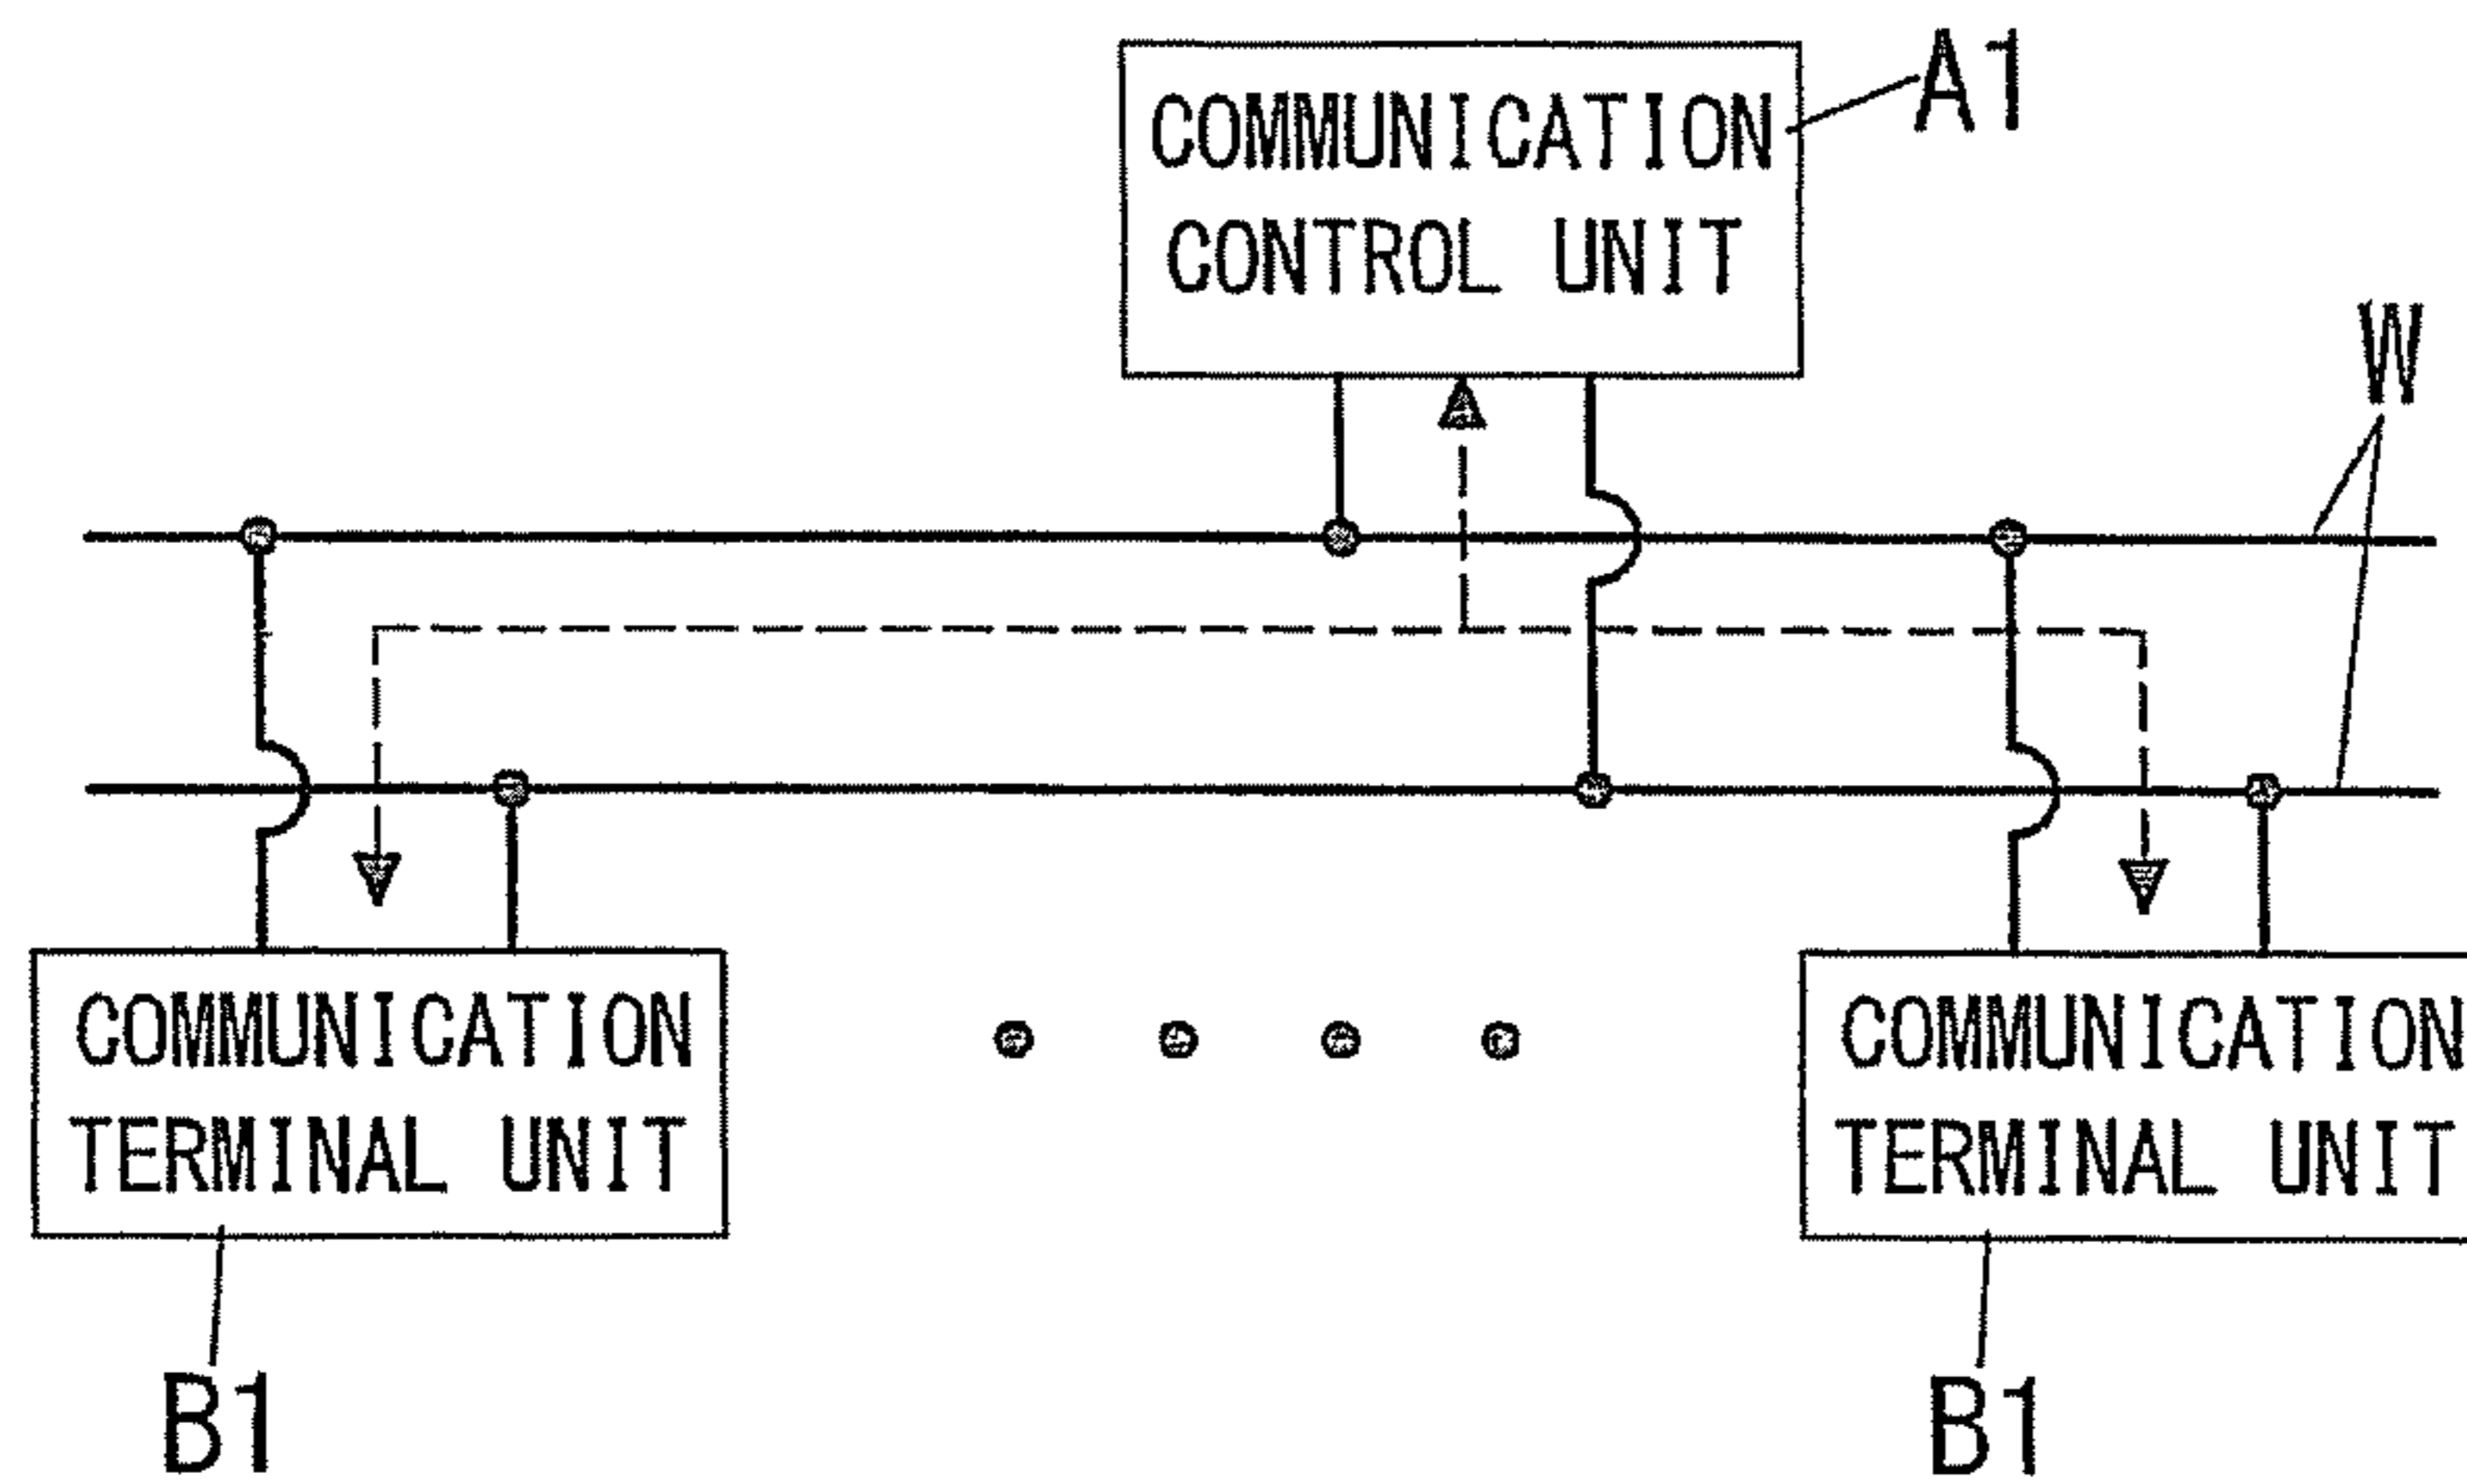 COMMUNICATION
CONTROL UNIT
A1
W
COMMUNICATION
TERMINAL UNIT
COMMUNICATION
TERMINAL UNIT
B1
B1